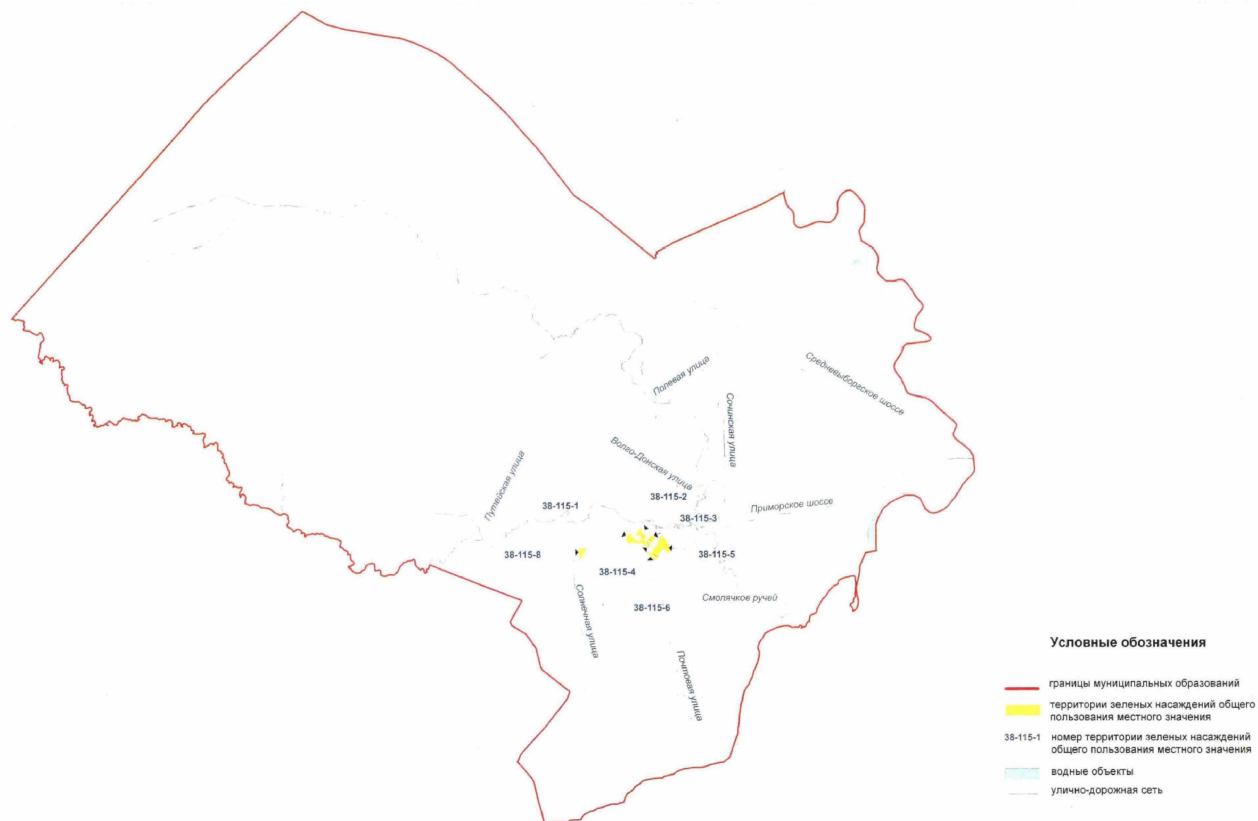 Полевая улица
Средневыборгское шоссе
Сочинская улица
Волго-Донская улица
Путейская улица
38-115-1
38-115-2
38-115-3
Приморское шоссе
38-115-8
38-115-4
38-115-5
Солнечная улица
38-115-6
Смолячков ручей
Почтовая улица
Условные обозначения
границы муниципальных образований
территории зеленых насаждений общего
пользования местного значения
38-115-1 номер территории зеленых насаждений
общего пользования местного значения
водные объекты
улично-дорожная сеть